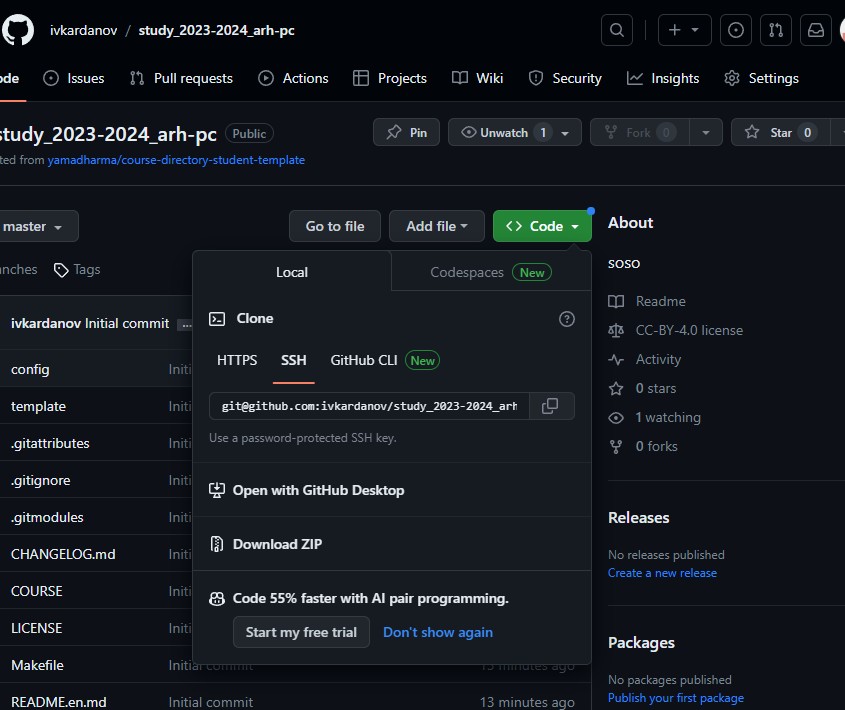 ivkardanov / study_2023-2024_arh-pc
ode Issues Pull requests Actions Projects Wiki Security Insights Settings
study_2023-2024_arh-pc Public
Pin Unwatch 1 Fork 0 Star 0
ted from yamadharma/course-directory-student-template
master Go to file Add file Code
anches Tags
Local Codespaces New
ivkardanov Initial commit ...
Clone
HTTPS SSH GitHub CLI New
git@github.com:ivkardanov/study_2023-2024_arh
Use a password-protected SSH key.
Open with GitHub Desktop
Download ZIP
Code 55% faster with AI pair programming.
Start my free trial Don't show again
config Initi
template Initi
.gitattributes Initi
.gitignore Initi
.gitmodules Initi
CHANGELOG.md Initi
COURSE Initi
LICENSE Initi
Makefile Initial commit 13 minutes ago
README.en.md Initial commit 13 minutes ago
About
soso
Readme
CC-BY-4.0 license
Activity
0 stars
1 watching
0 forks
Releases
No releases published
Create a new release
Packages
No packages published
Publish your first package